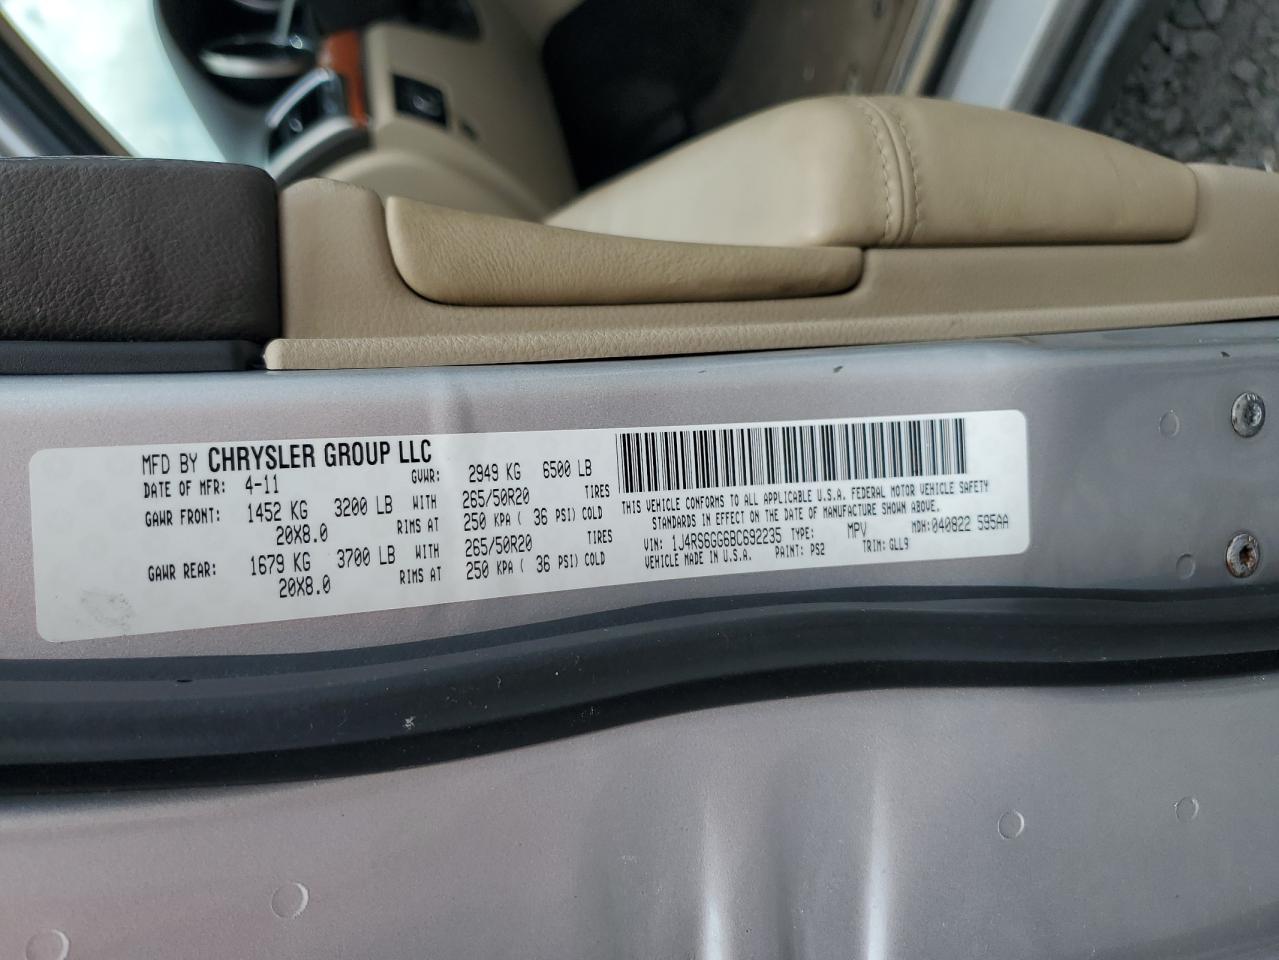 MFD BY CHRYSLER GROUP LLC
DATE OF MFR: 4-11 GVWR: 2949 KG 6500 LB
GAWR FRONT: 1452 KG 3200 LB WITH 265/50R20 TIRES
20X8.0 RIMS AT 250 KPA ( 36 PSI) COLD
GAWR REAR: 1679 KG 3700 LB WITH 265/50R20 TIRES
20X8.0 RIMS AT 250 KPA ( 36 PSI) COLD
THIS VEHICLE CONFORMS TO ALL APPLICABLE U.S.A. FEDERAL MOTOR VEHICLE SAFETY
STANDARDS IN EFFECT ON THE DATE OF MANUFACTURE SHOWN ABOVE.
VIN: 1J4RS6GG6BC692235 TYPE: MPV MDH: 040822 595AA
VEHICLE MADE IN U.S.A. PAINT: PS2 TRIM: GLL9